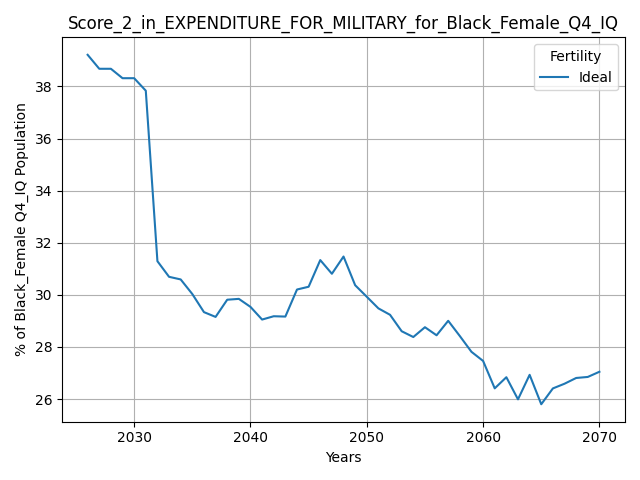 Score_2_in_EXPENDITURE_FOR_MILITARY_for_Black_Female_Q4_IQ
Fertility
Ideal
% of Black_Female Q4_IQ Population
38
36
34
32
30
28
26
2030 2040 2050 2060 2070
Years